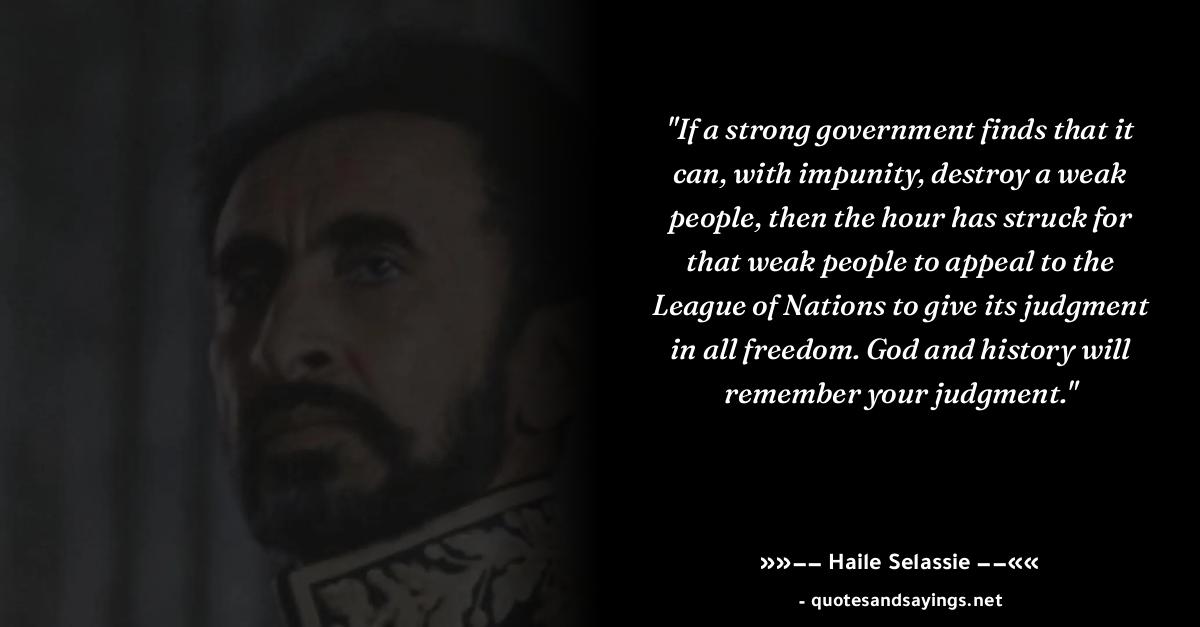 "If a strong government finds that it
can, with impunity, destroy a weak
people, then the hour has struck for
that weak people to appeal to the
League of Nations to give its judgment
in all freedom. God and history will
remember your judgment."
»»–– Haile Selassie ––««
- quotesandsayings.net